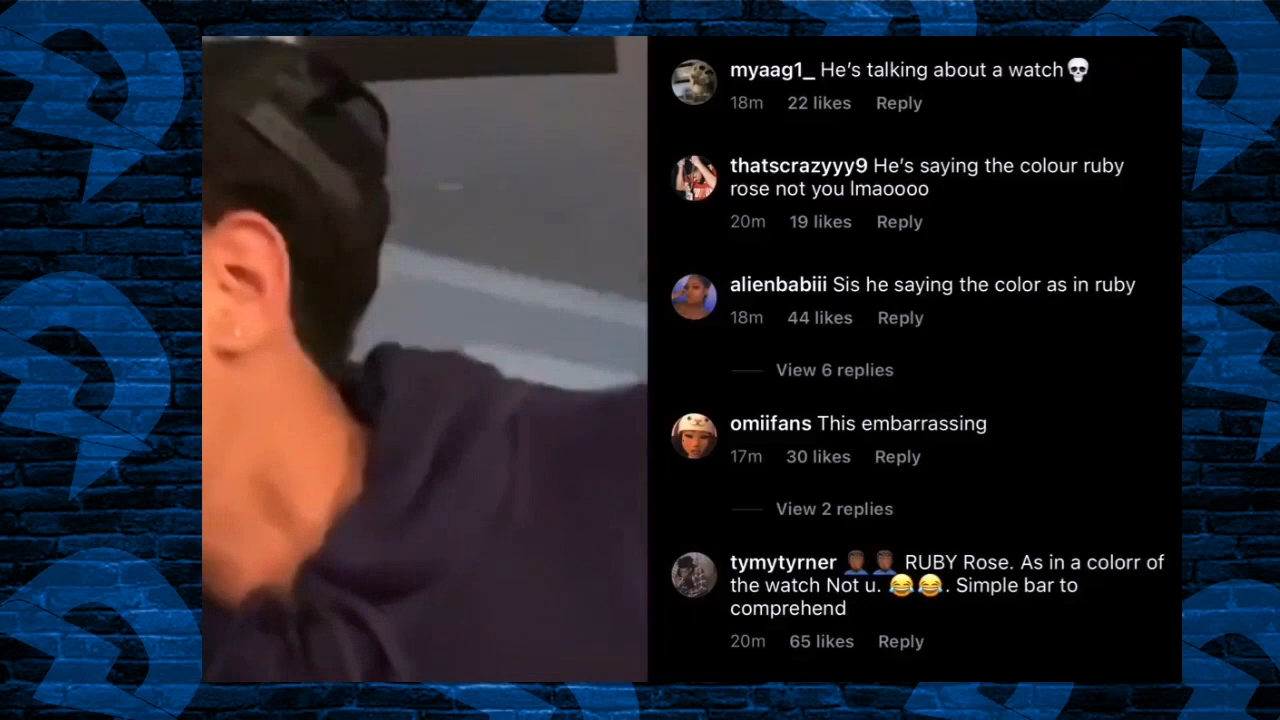 myaag1_ He's talking about a watch💀
18m 22 likes Reply
thatscrazyyy9 He's saying the colour ruby
rose not you lmaoooo
20m 19 likes Reply
alienbabiii Sis he saying the color as in ruby
18m 44 likes Reply
View 6 replies
omiifans This embarrassing
17m 30 likes Reply
View 2 replies
tymytyrner 🤦🏾‍♂️🤦🏾‍♂️ RUBY Rose. As in a colorr of
the watch Not u. 😂😂. Simple bar to
comprehend
20m 65 likes Reply